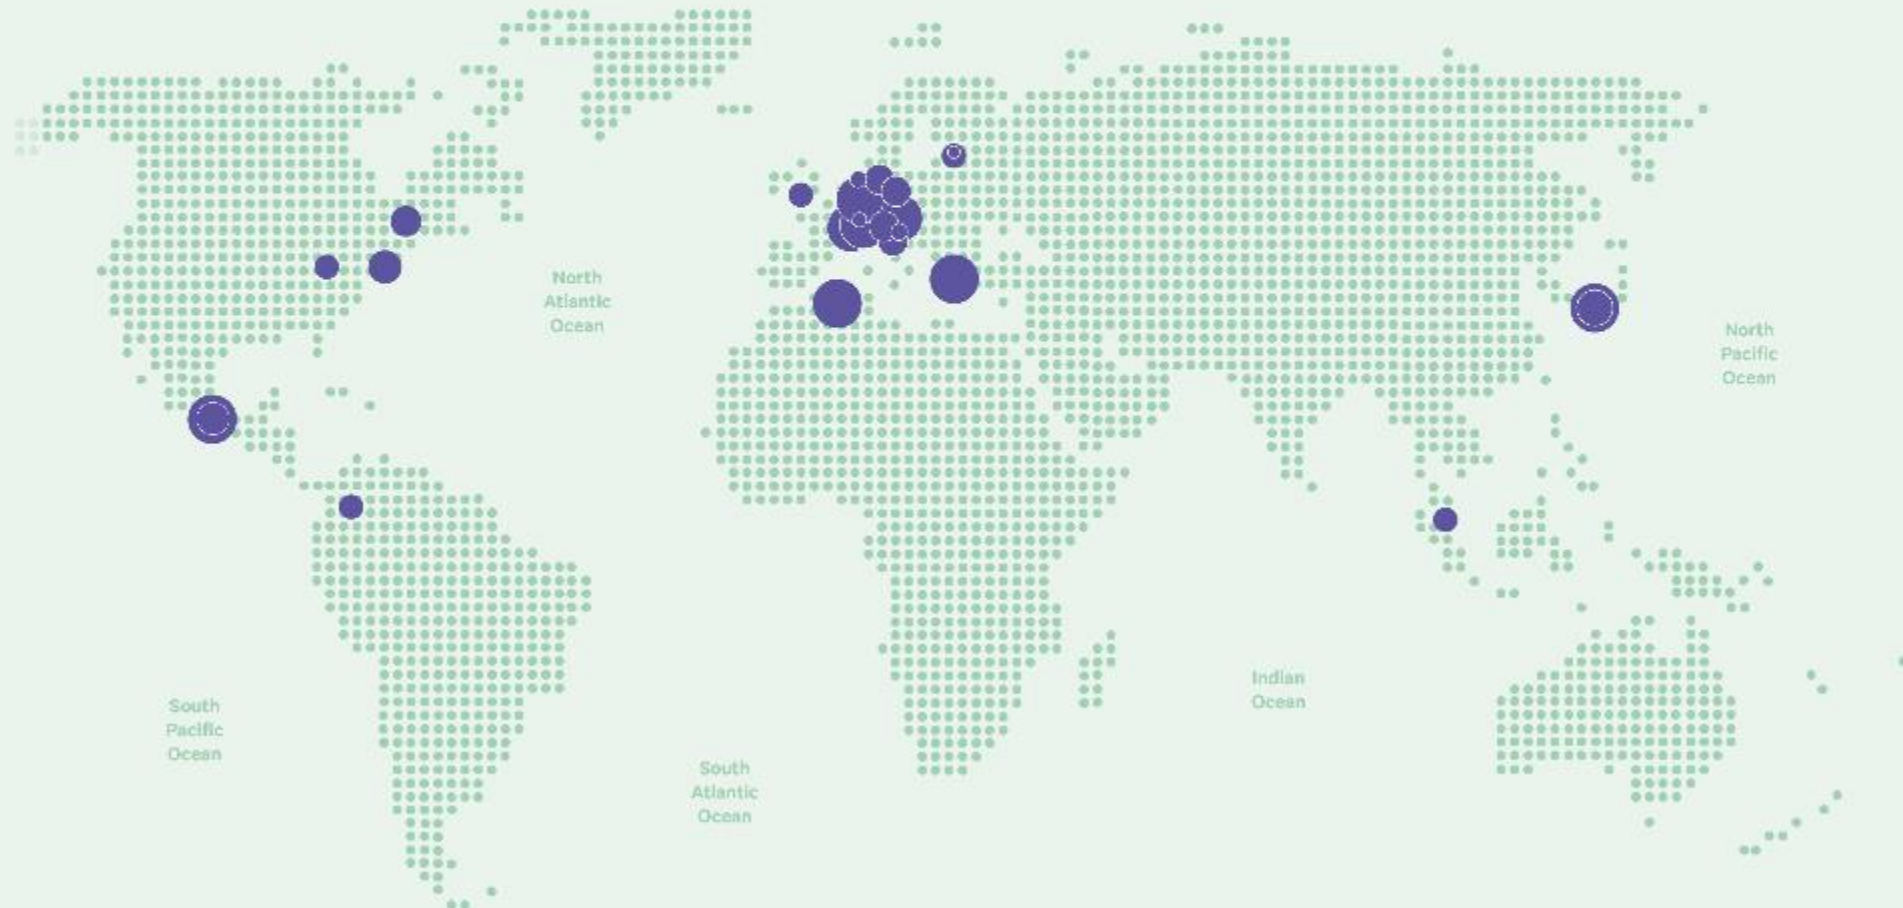 North
Atlantic
Ocean
North
Pacific
Ocean
Indian
Ocean
South
Pacific
Ocean
South
Atlantic
Ocean